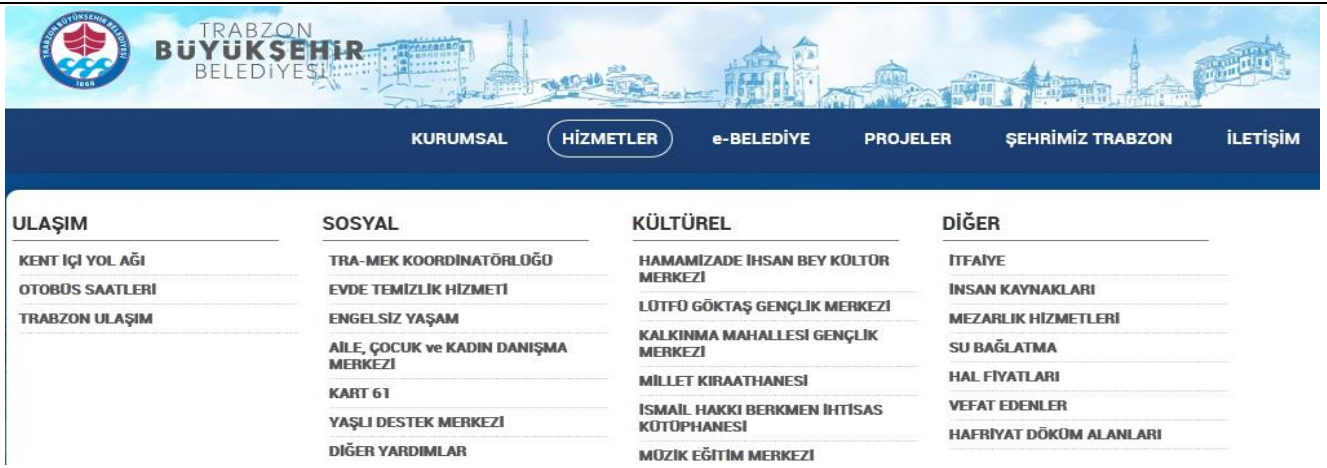 TRABZON
BÜYÜKŞEHİR
BELEDİYESİ
TRABZON BÜYÜKŞEHİR BELEDİYESİ
1868
KURUMSAL HİZMETLER e-BELEDİYE PROJELER ŞEHRİMİZ TRABZON İLETİŞİM
ULAŞIM
KENT İÇİ YOL AĞI
OTOBÜS SAATLERİ
TRABZON ULAŞIM
SOSYAL
TRA-MEK KOORDİNATÖRLÜĞÜ
EVDE TEMİZLİK HİZMETİ
ENGELSİZ YAŞAM
AİLE, ÇOCUK ve KADIN DANIŞMA
MERKEZİ
KART 61
YAŞLI DESTEK MERKEZİ
DİĞER YARDIMLAR
KÜLTÜREL
HAMAMİZADE İHSAN BEY KÜLTÜR
MERKEZİ
LÜTFÜ GÖKTAŞ GENÇLİK MERKEZİ
KALKINMA MAHALLESİ GENÇLİK
MERKEZİ
MİLLET KIRAATHANESİ
İSMAİL HAKKI BERKMEN İHTİSAS
KÜTÜPHANESİ
MÜZİK EĞİTİM MERKEZİ
DİĞER
İTFAİYE
İNSAN KAYNAKLARI
MEZARLIK HİZMETLERİ
SU BAĞLATMA
HAL FİYATLARI
VEFAT EDENLER
HAFRİYAT DÖKÜM ALANLARI